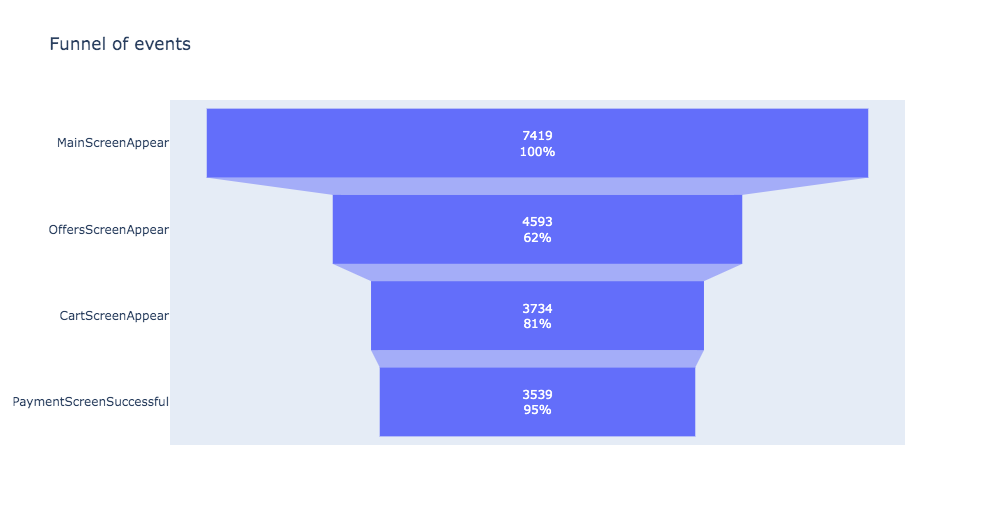 Funnel of events
MainScreenAppear
7419
100%
OffersScreenAppear
4593
62%
CartScreenAppear
3734
81%
PaymentScreenSuccessful
3539
95%